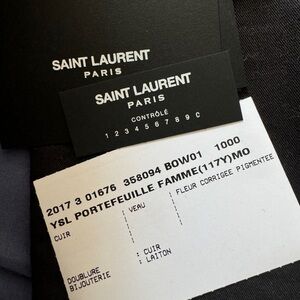 SAINT LAURENT
PARIS
SAINT LAURENT
PARIS
CONTRÔLE
1 2 3 4 5 6 7 8 9 0
2017 3 01676 358094 BOW01 1000
YSL PORTEFEUILLE FAMME(117Y)MO
CUIR : VEAU : FLEUR CORRIGEE PIGMENTEE
DOUBLURE : CUIR
BIJOUTERIE : LAITON